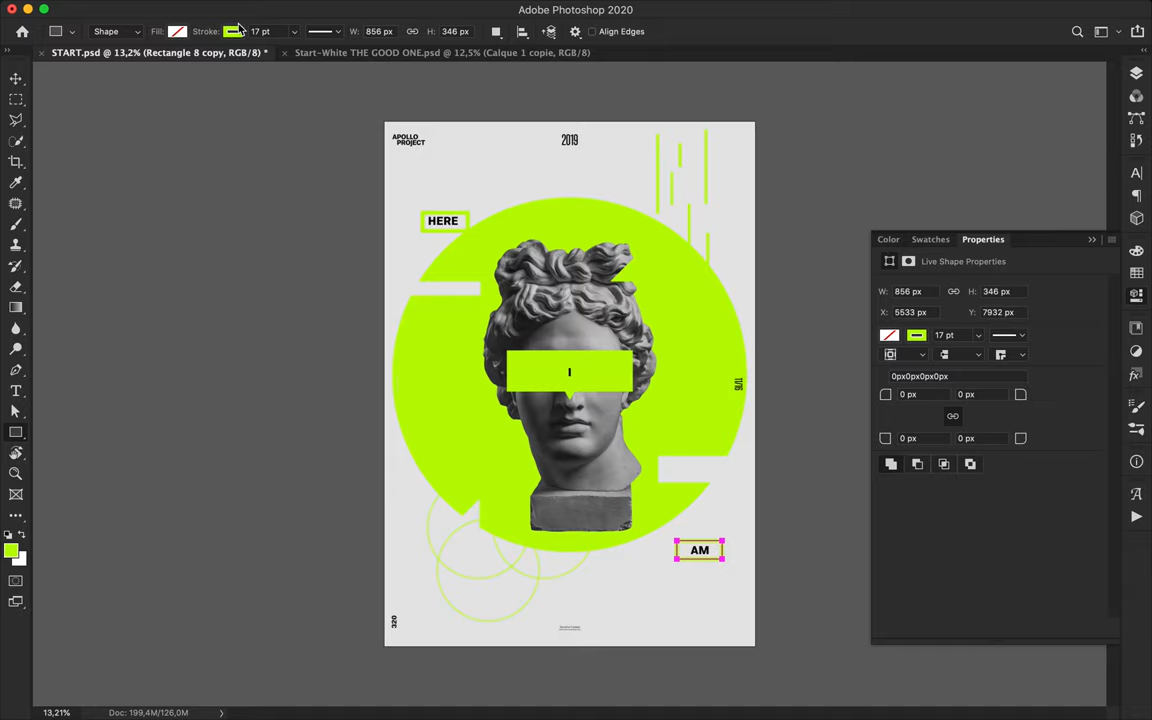 Adobe Photoshop 2020
Shape Fill: Stroke: 17 pt W: 856 px H: 346 px Align Edges
START.psd @ 13,2% (Rectangle 8 copy, RGB/8) * Start-White THE GOOD ONE.psd @ 12,5% (Calque 1 copie, RGB/8)
APOLLO
PROJECT
2019
HERE
I
11/16
AM
320
Color Swatches Properties
Live Shape Properties
W: 856 px H: 346 px
X: 5533 px Y: 7932 px
17 pt
0px0px0px0px
0 px 0 px
0 px 0 px
13,21% Doc: 199,4M/126,0M